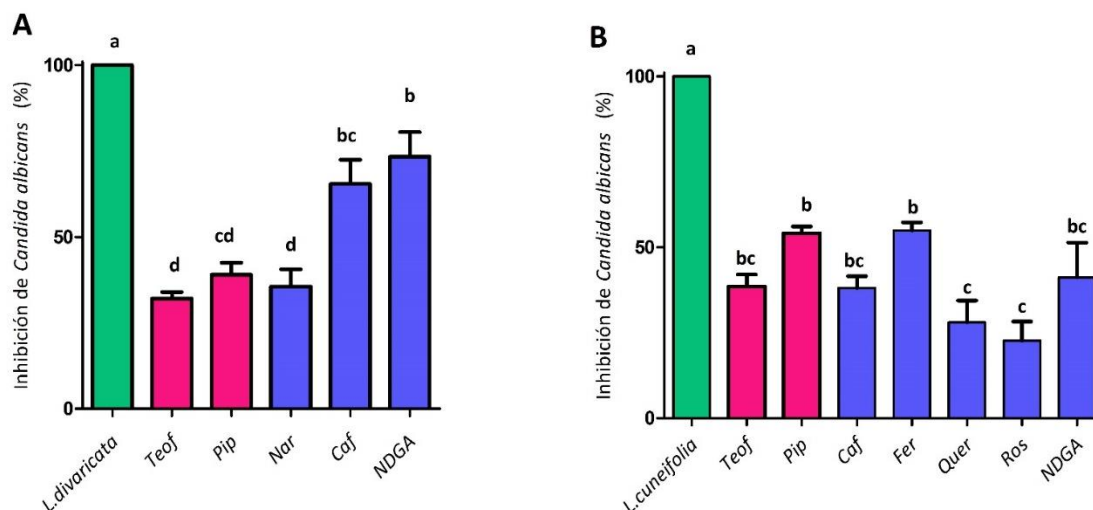 A
Inhibición de Candida albicans (%)
100
50
0
a
d
cd
d
bc
b
L.divaricata
Teof
Pip
Nar
Caf
NDGA
B
Inhibición de Candida albicans (%)
100
50
0
a
bc
b
bc
b
c
c
bc
L.cuneifolia
Teof
Pip
Caf
Fer
Quer
Ros
NDGA